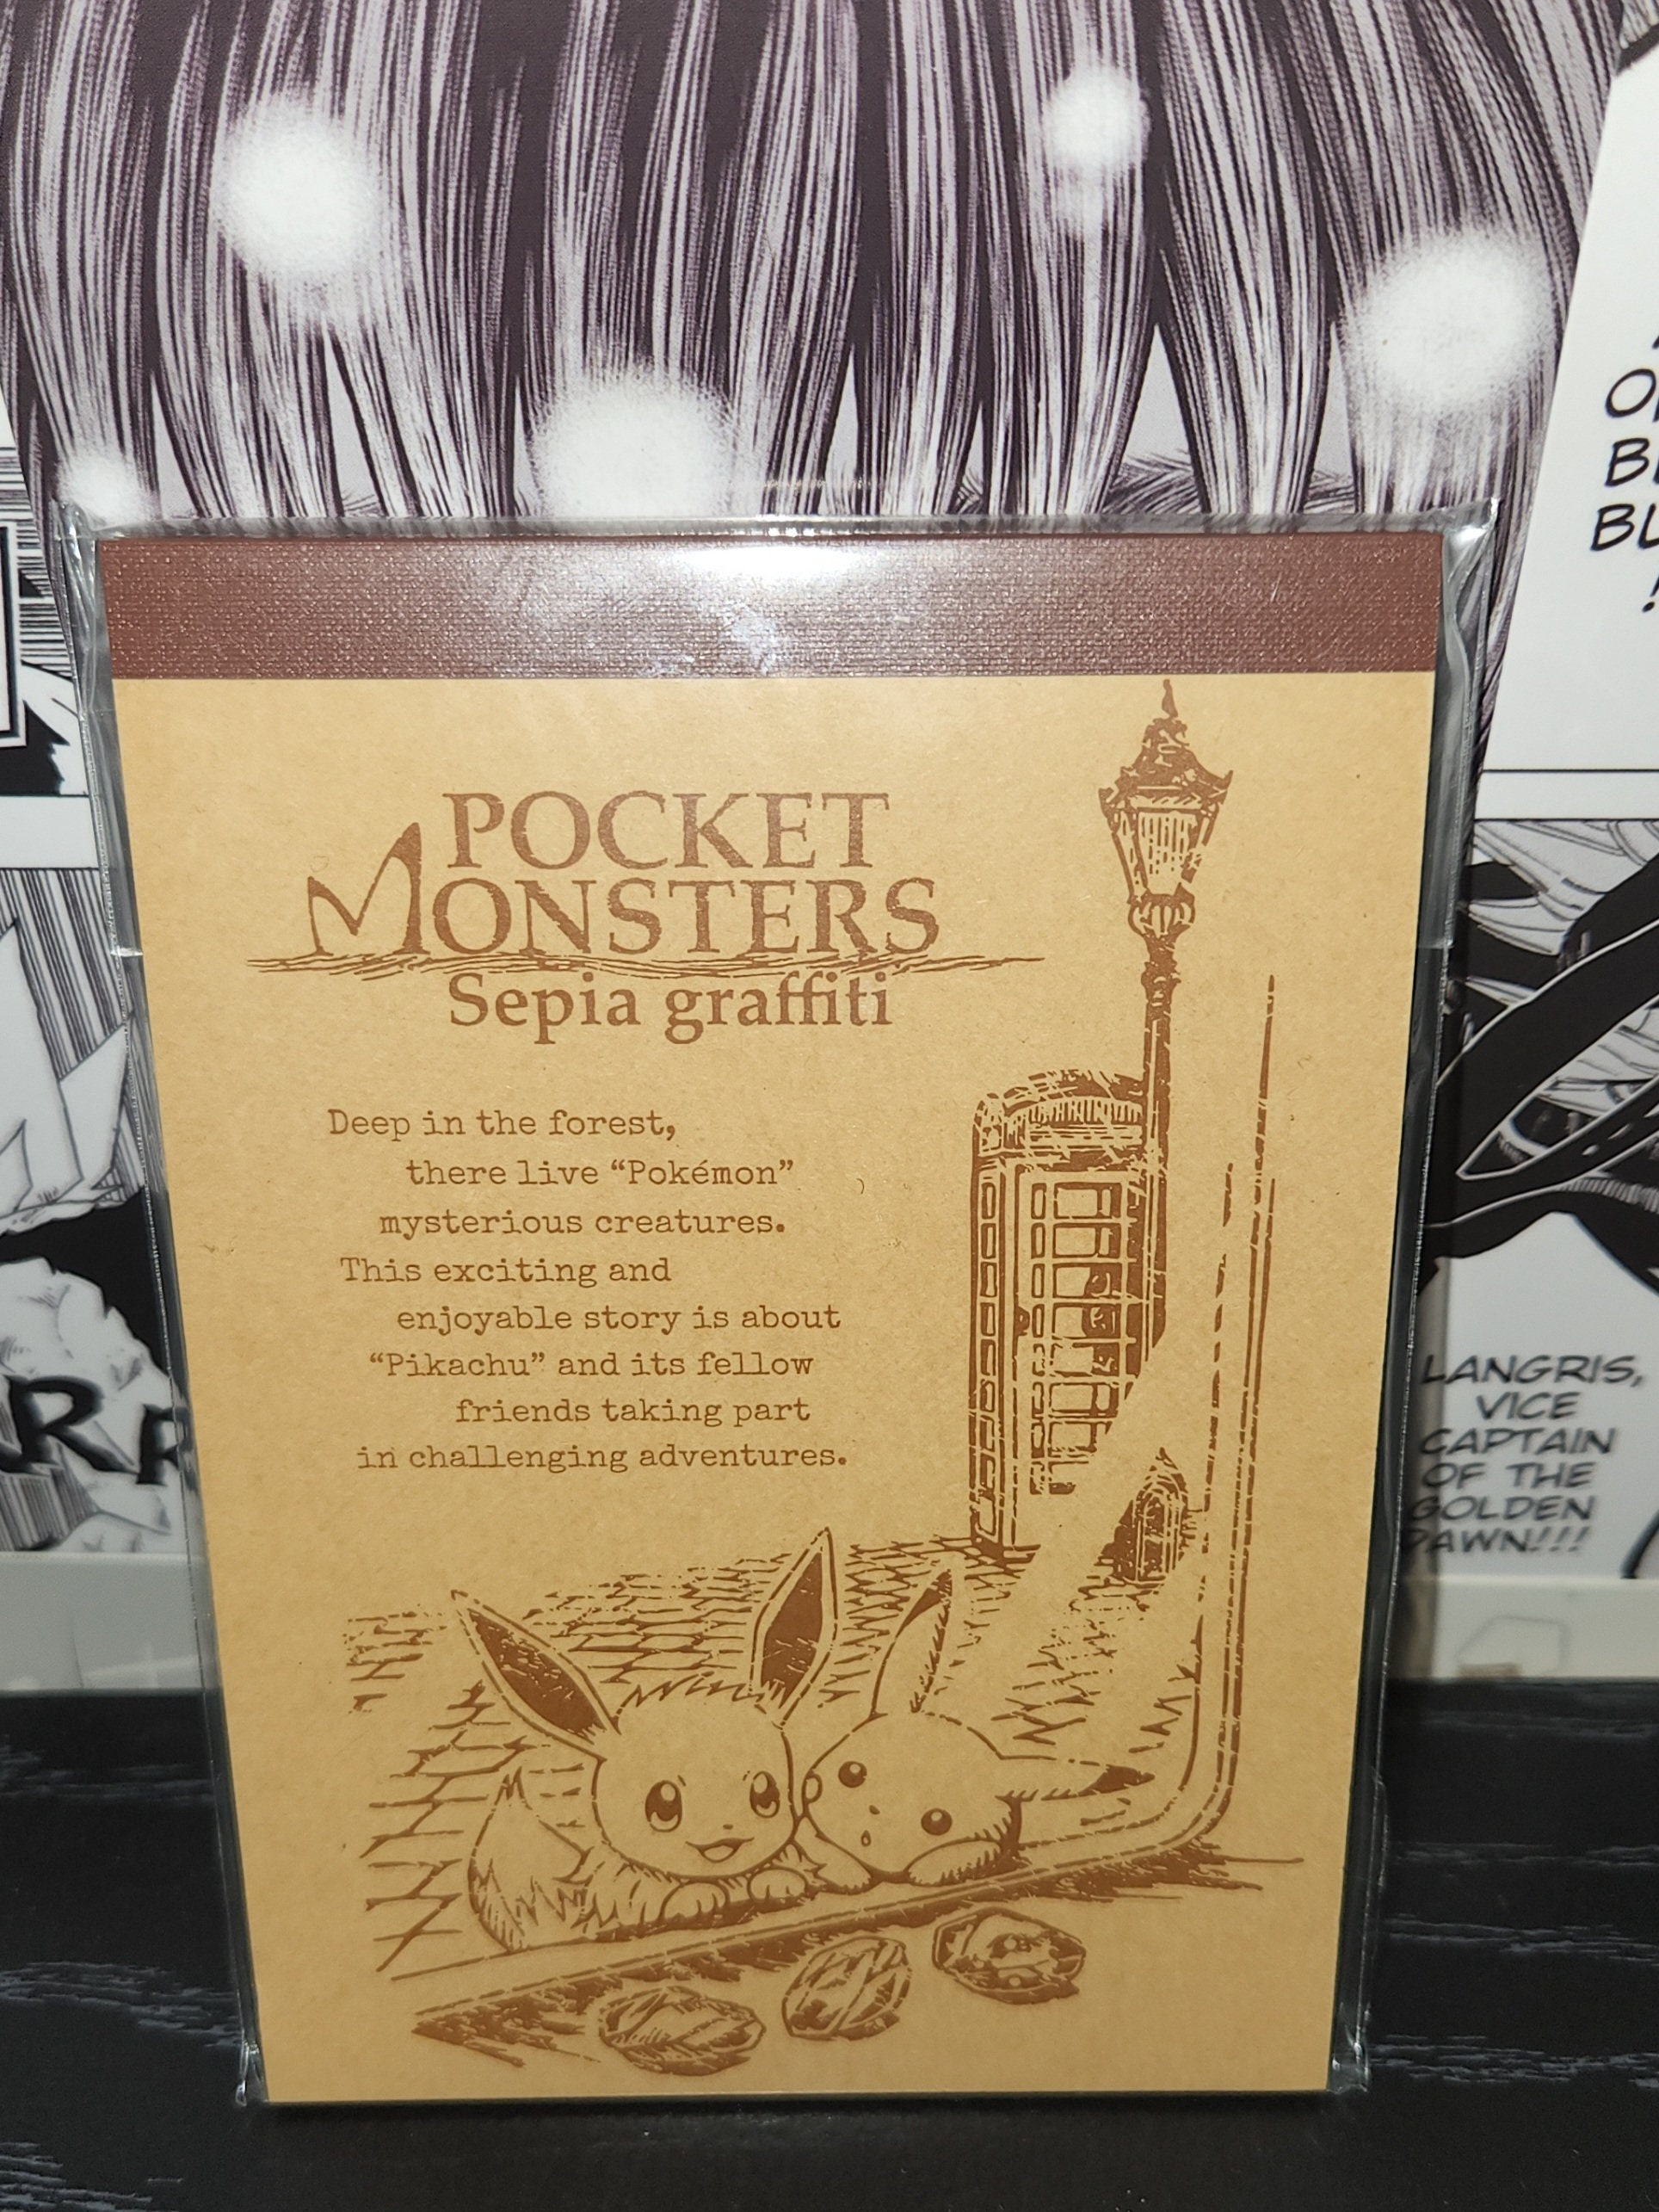 POCKET
MONSTERS
Sepia graffiti
Deep in the forest,
there live “Pokémon”
mysterious creatures.
This exciting and
enjoyable story is about
“Pikachu” and its fellow
friends taking part
in challenging adventures.
LANGRIS,
VICE
CAPTAIN
OF THE
GOLDEN
DAWN!!!